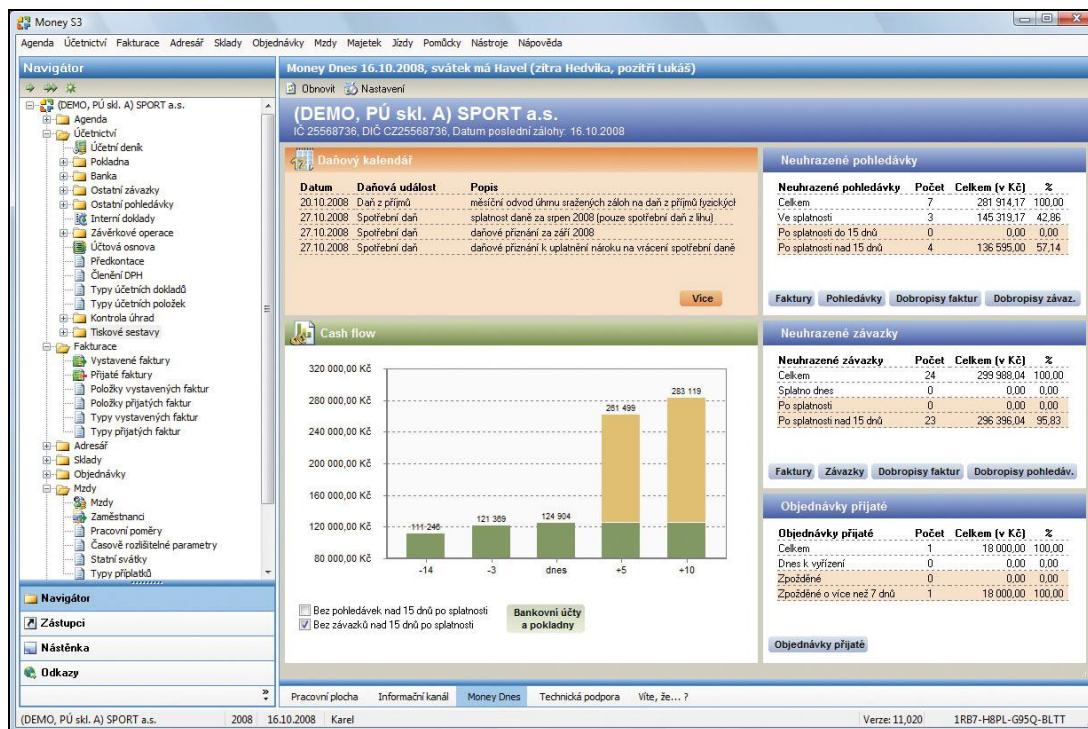 Money S3
Agenda Účetnictví Fakturace Adresář Sklady Objednávky Mzdy Majetek Jízdy Pomůcky Nástroje Nápověda
Navigátor
(DEMO, PÚ skl. A) SPORT a.s.
Agenda
Účetnictví
Účetní deník
Pokladna
Banka
Ostatní závazky
Ostatní pohledávky
Interní doklady
Závěrkové operace
Účtová osnova
Předkontace
Členění DPH
Typy účetních dokladů
Typy účetních položek
Kontrola úhrad
Tiskové sestavy
Fakturace
Vystavené faktury
Přijaté faktury
Položky vystavených faktur
Položky přijatých faktur
Typy vystavených faktur
Typy přijatých faktur
Adresář
Sklady
Objednávky
Mzdy
Mzdy
Zaměstnanci
Pracovní poměry
Časově rozlišitelné parametry
Statní svátky
Typy příplatků
Navigátor
Zástupci
Nástěnka
Odkazy
Money Dnes 16.10.2008, svátek má Havel (zítra Hedvika, pozítří Lukáš)
Obnovit Nastavení
(DEMO, PÚ skl. A) SPORT a.s.
IČ 25568736, DIČ CZ25568736, Datum poslední zálohy: 16.10.2008
Daňový kalendář
Datum Daňová událost Popis
20.10.2008 Daň z příjmů měsíční odvod úhrnu sražených záloh na daň z příjmů fyzických
27.10.2008 Spotřební daň splatnost daně za srpen 2008 (pouze spotřební daň z lihu)
27.10.2008 Spotřební daň daňové přiznání za září 2008
27.10.2008 Spotřební daň daňové přiznání k uplatnění nároku na vrácení spotřební daně
Více
Cash flow
320 000,00 Kč
280 000,00 Kč
240 000,00 Kč
200 000,00 Kč
160 000,00 Kč
120 000,00 Kč
80 000,00 Kč
111 246 121 369 124 904 261 499 283 119
-14 -3 dnes +5 +10
Bez pohledávek nad 15 dnů po splatnosti
Bez závazků nad 15 dnů po splatnosti
Bankovní účty
a pokladny
Neuhrazené pohledávky
Neuhrazené pohledávky Počet Celkem (v Kč) %
Celkem 7 281 914,17 100,00
Ve splatnosti 3 145 319,17 42,86
Po splatnosti do 15 dnů 0 0,00 0,00
Po splatnosti nad 15 dnů 4 136 595,00 57,14
Faktury Pohledávky Dobropisy faktur Dobropisy závaz.
Neuhrazené závazky
Neuhrazené závazky Počet Celkem (v Kč) %
Celkem 24 299 988,04 100,00
Splatno dnes 0 0,00 0,00
Po splatnosti 0 0,00 0,00
Po splatnosti nad 15 dnů 23 296 396,04 95,83
Faktury Závazky Dobropisy faktur Dobropisy pohledáv.
Objednávky přijaté
Objednávky přijaté Počet Celkem (v Kč) %
Celkem 1 18 000,00 100,00
Dnes k vyřízení 0 0,00 0,00
Zpožděné 0 0,00 0,00
Zpožděné o více než 7 dnů 1 18 000,00 100,00
Objednávky přijaté
Pracovní plocha Informační kanál Money Dnes Technická podpora Víte, že... ?
(DEMO, PÚ skl. A) SPORT a.s. 2008 16.10.2008 Karel Verze: 11,020 1RB7-H8PL-G95Q-BLTT